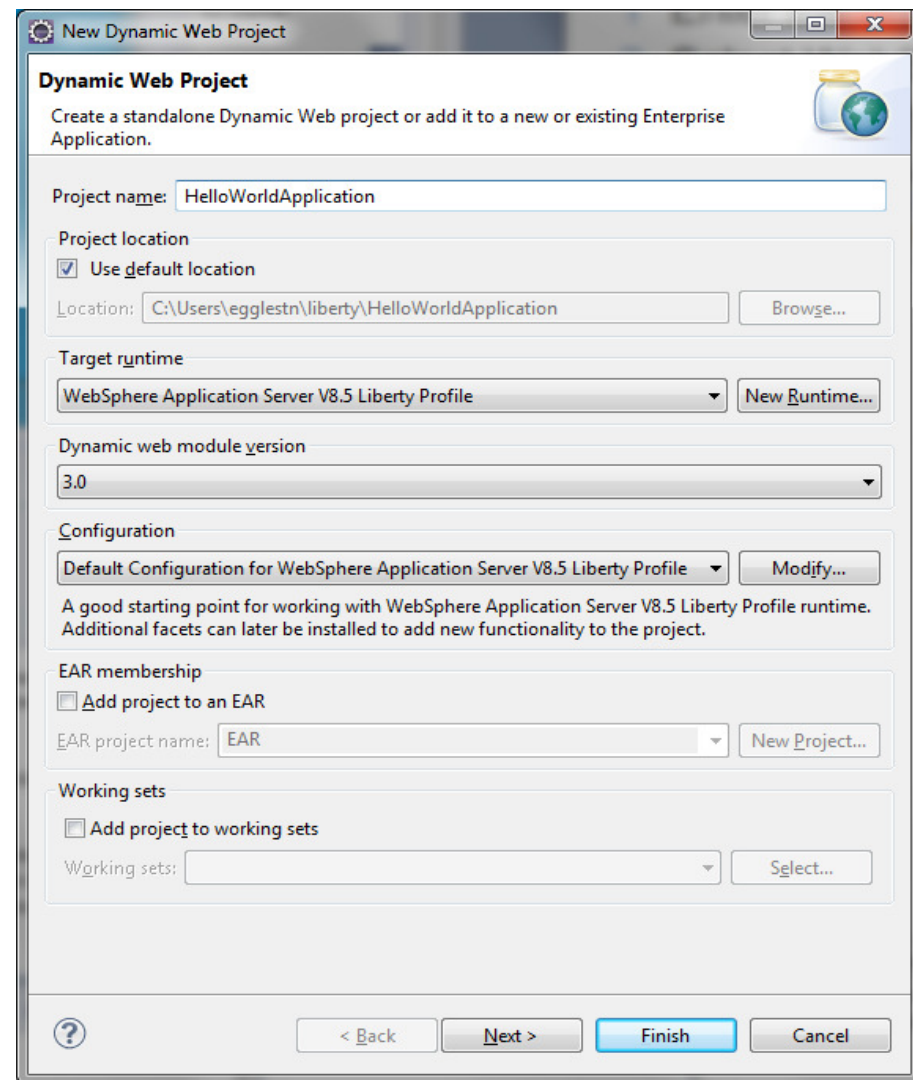 New Dynamic Web Project
Dynamic Web Project
Create a standalone Dynamic Web project or add it to a new or existing Enterprise
Application.
Project name: HelloWorldApplication
Project location
Use default location
Location: C:\Users\egglestn\liberty\HelloWorldApplication Browse...
Target runtime
WebSphere Application Server V8.5 Liberty Profile New Runtime...
Dynamic web module version
3.0
Configuration
Default Configuration for WebSphere Application Server V8.5 Liberty Profile Modify...
A good starting point for working with WebSphere Application Server V8.5 Liberty Profile runtime.
Additional facets can later be installed to add new functionality to the project.
EAR membership
Add project to an EAR
EAR project name: EAR New Project...
Working sets
Add project to working sets
Working sets: Select...
? < Back Next > Finish Cancel